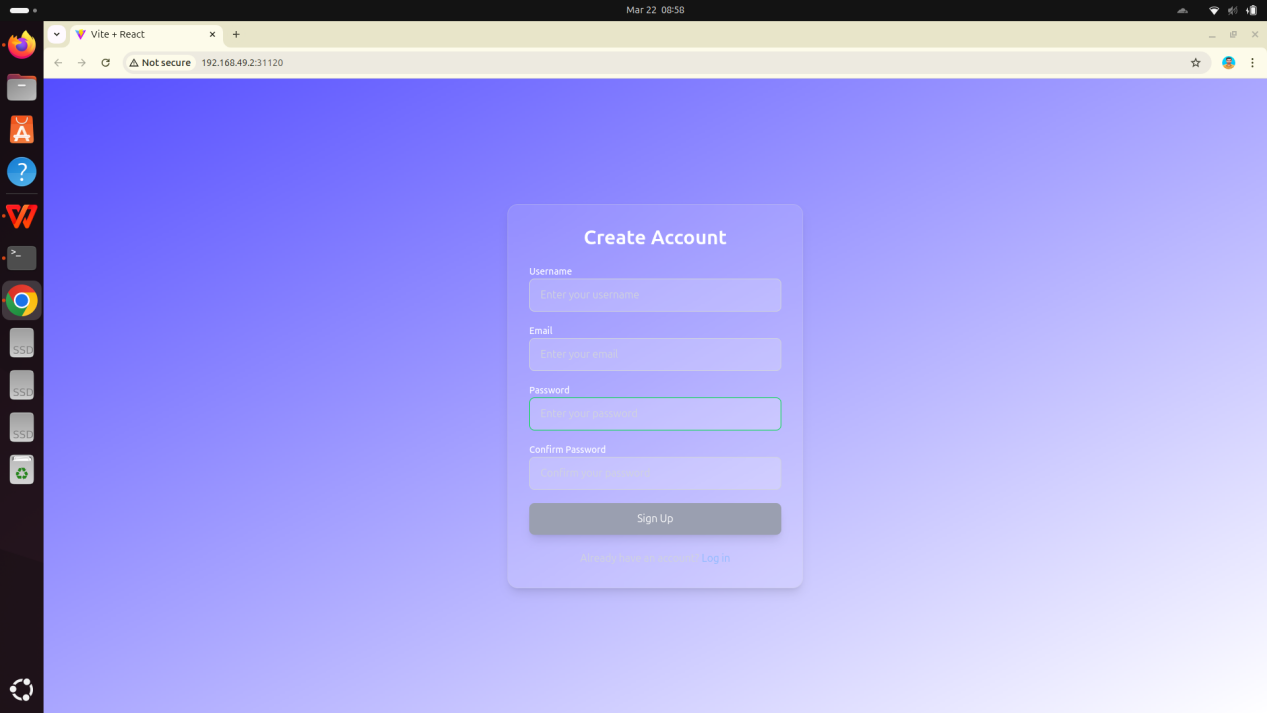 Mar 22 08:58
Vite + React
Not secure
192.168.49.2:31120
SSD
SSD
SSD
Create Account
Username
Enter your username
Email
Enter your email
Password
Enter your password
Confirm Password
Confirm your password
Sign Up
Already have an account? Log in